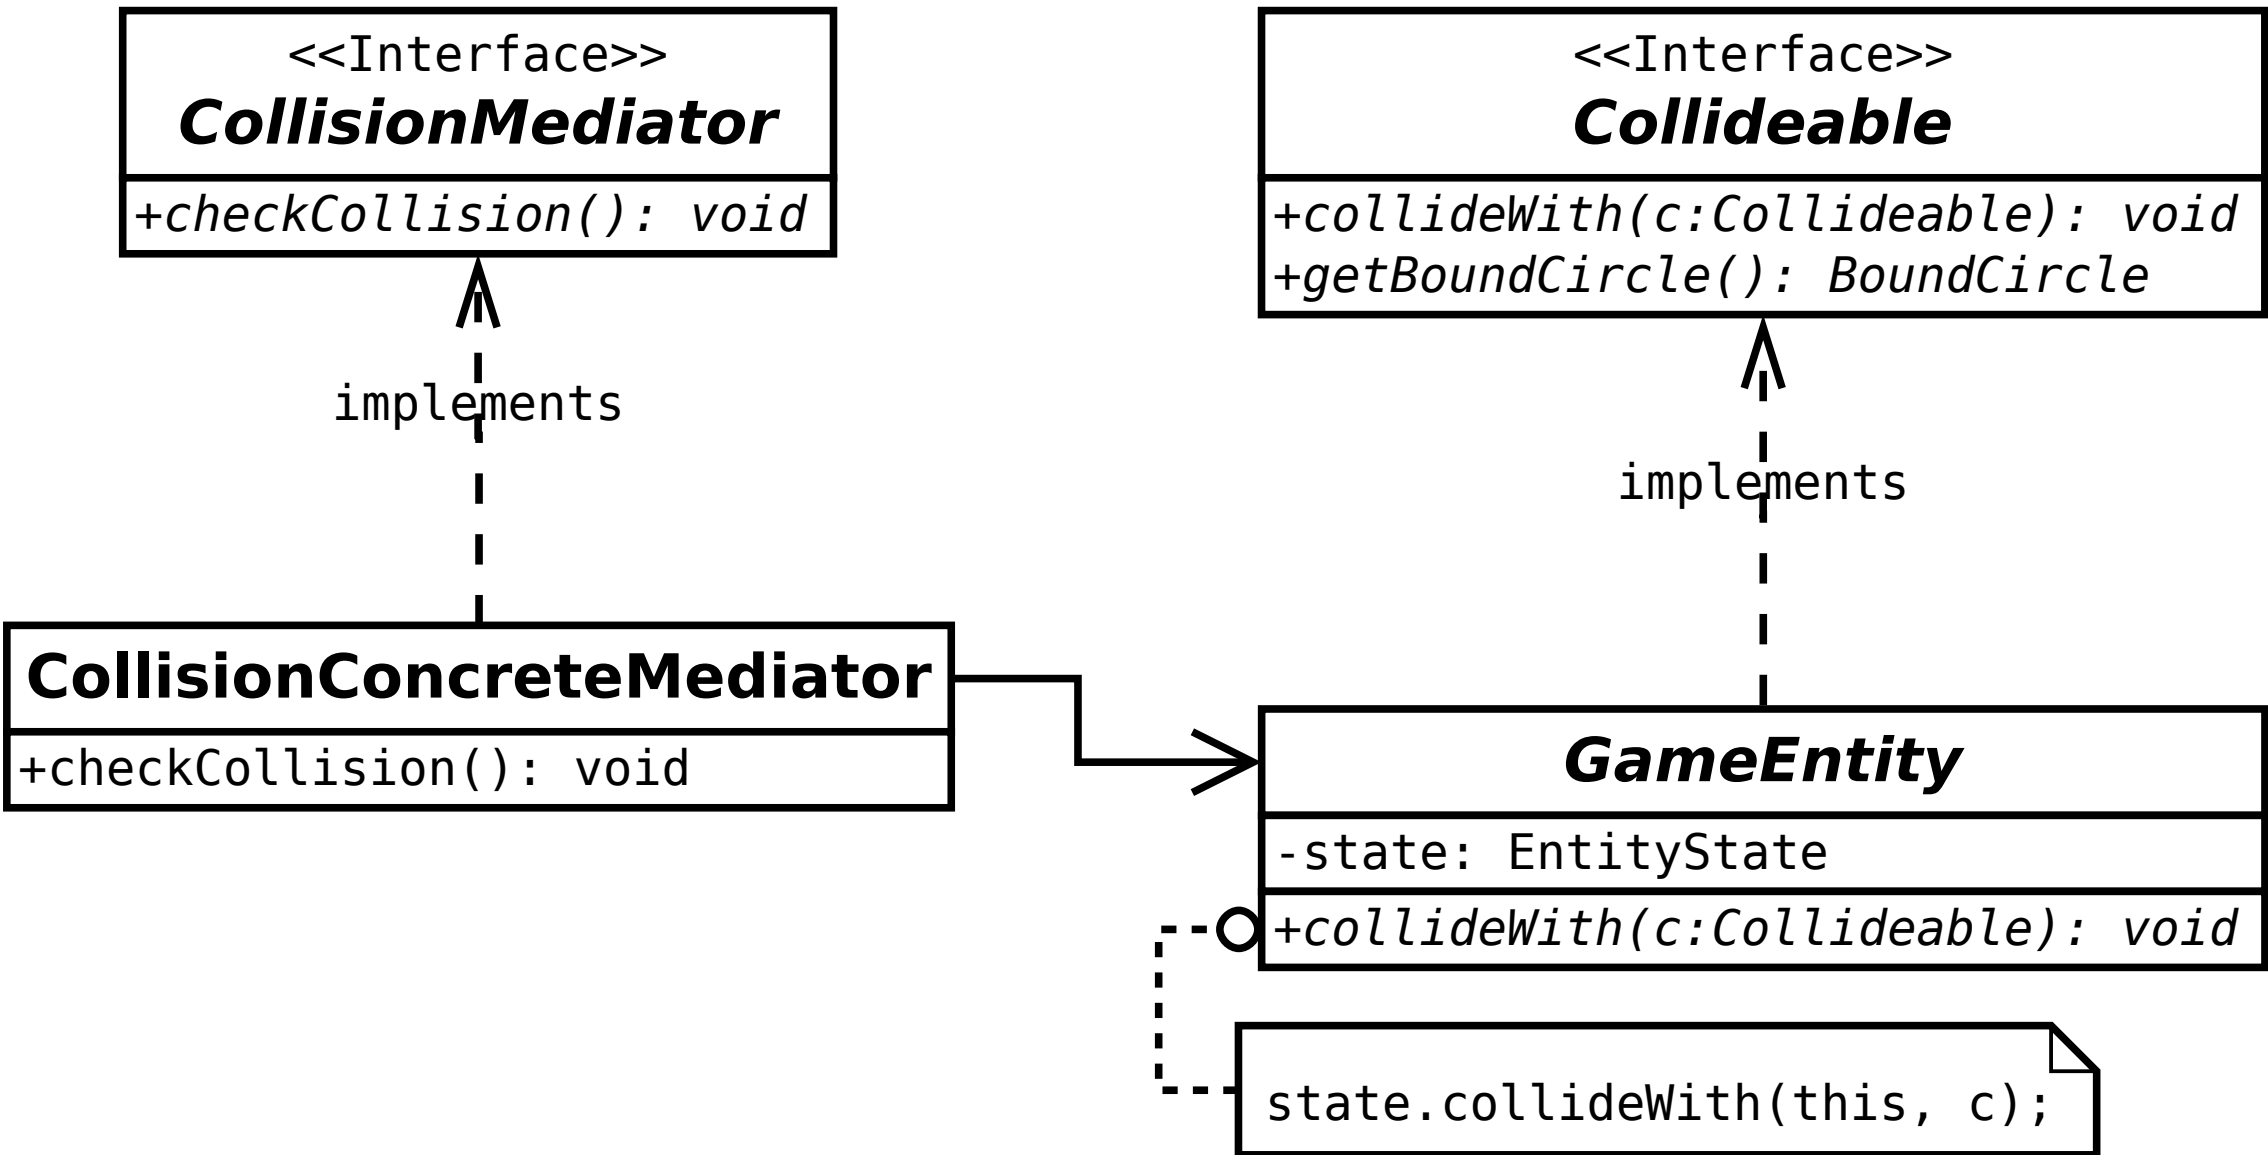 <<Interface>>
CollisionMediator
+checkCollision(): void
<<Interface>>
Collideable
+collideWith(c:Collideable): void
+getBoundCircle(): BoundCircle
implements
implements
CollisionConcreteMediator
+checkCollision(): void
GameEntity
-state: EntityState
+collideWith(c:Collideable): void
state.collideWith(this, c);